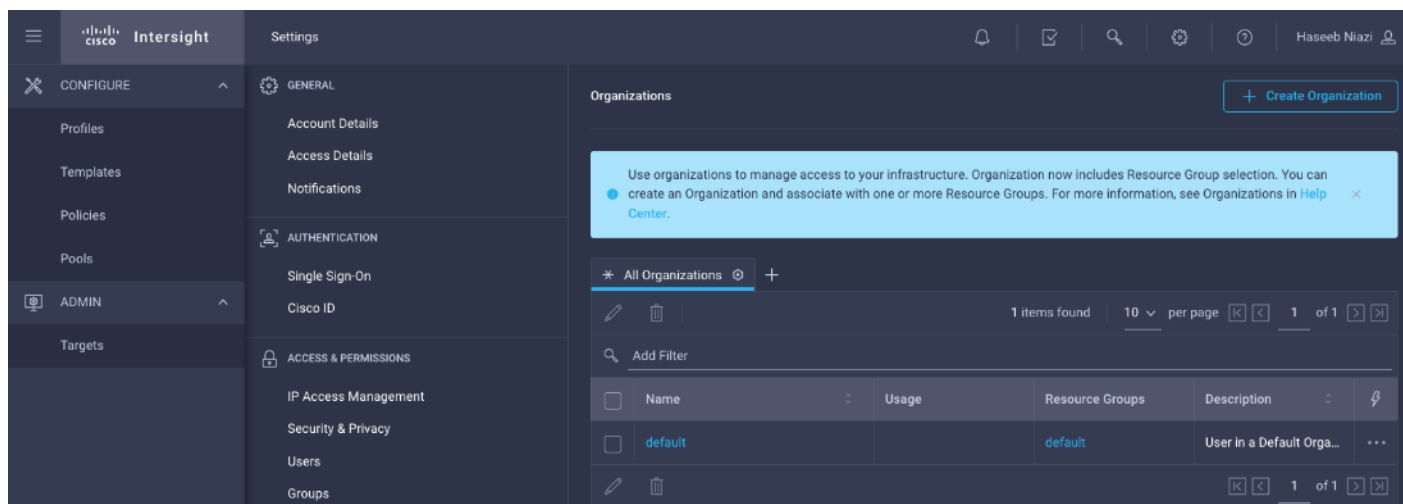 CISCO Intersight
Settings
Haseeb Niazi
CONFIGURE
Profiles
Templates
Policies
Pools
ADMIN
Targets
GENERAL
Account Details
Access Details
Notifications
AUTHENTICATION
Single Sign-On
Cisco ID
ACCESS & PERMISSIONS
IP Access Management
Security & Privacy
Users
Groups
Organizations
+ Create Organization
Use organizations to manage access to your infrastructure. Organization now includes Resource Group selection. You can
create an Organization and associate with one or more Resource Groups. For more information, see Organizations in Help
Center.
All Organizations +
1 items found 10 per page 1 of 1
Add Filter
Name Usage Resource Groups Description
default default User in a Default Orga... ...
1 of 1